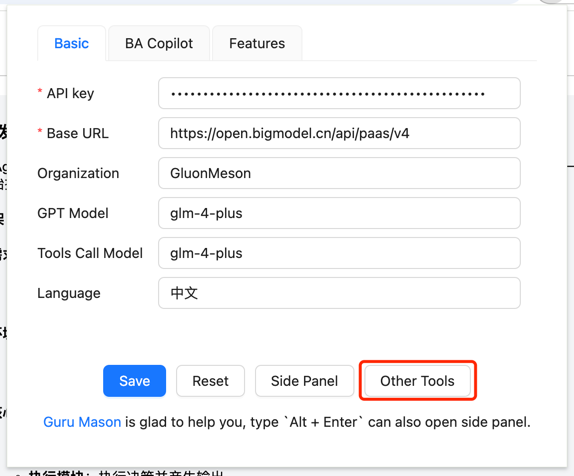 Basic
BA Copilot
Features
* API key
••••••••••••••••••••••••••••••••••••••••••••••••
* Base URL
https://open.bigmodel.cn/api/paas/v4
Organization
GluonMeson
GPT Model
glm-4-plus
Tools Call Model
glm-4-plus
Language
中文
Save
Reset
Side Panel
Other Tools
Guru Mason is glad to help you, type `Alt + Enter` can also open side panel.